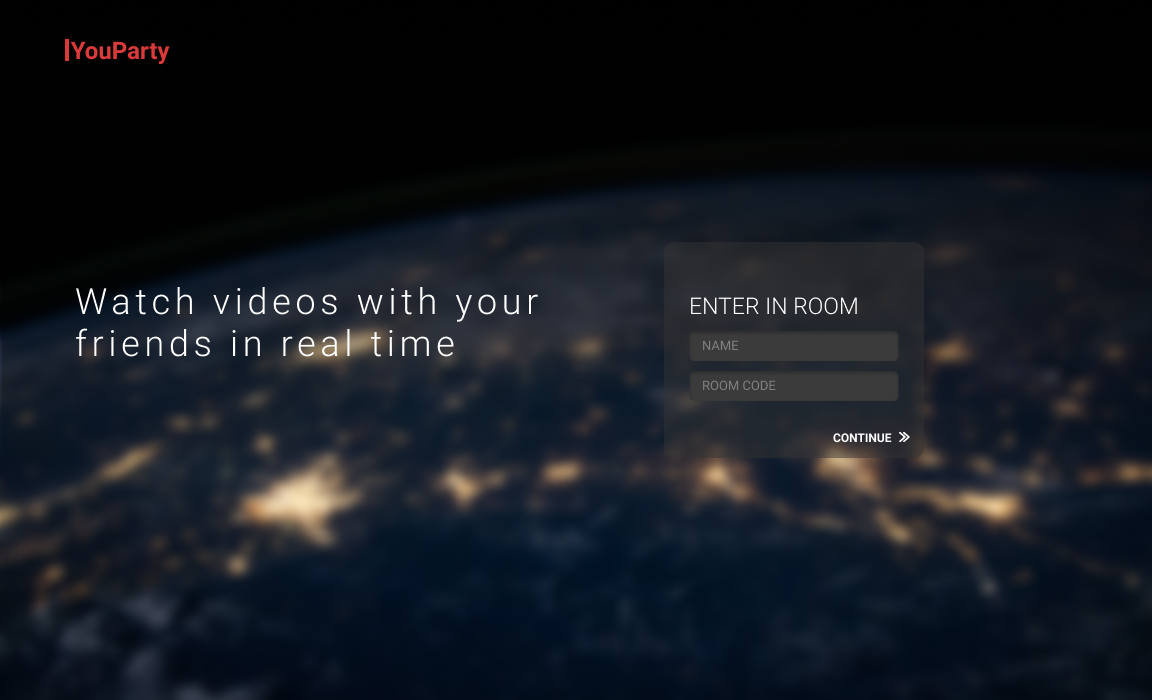 YouParty
Watch videos with your
friends in real time
ENTER IN ROOM
NAME
ROOM CODE
CONTINUE